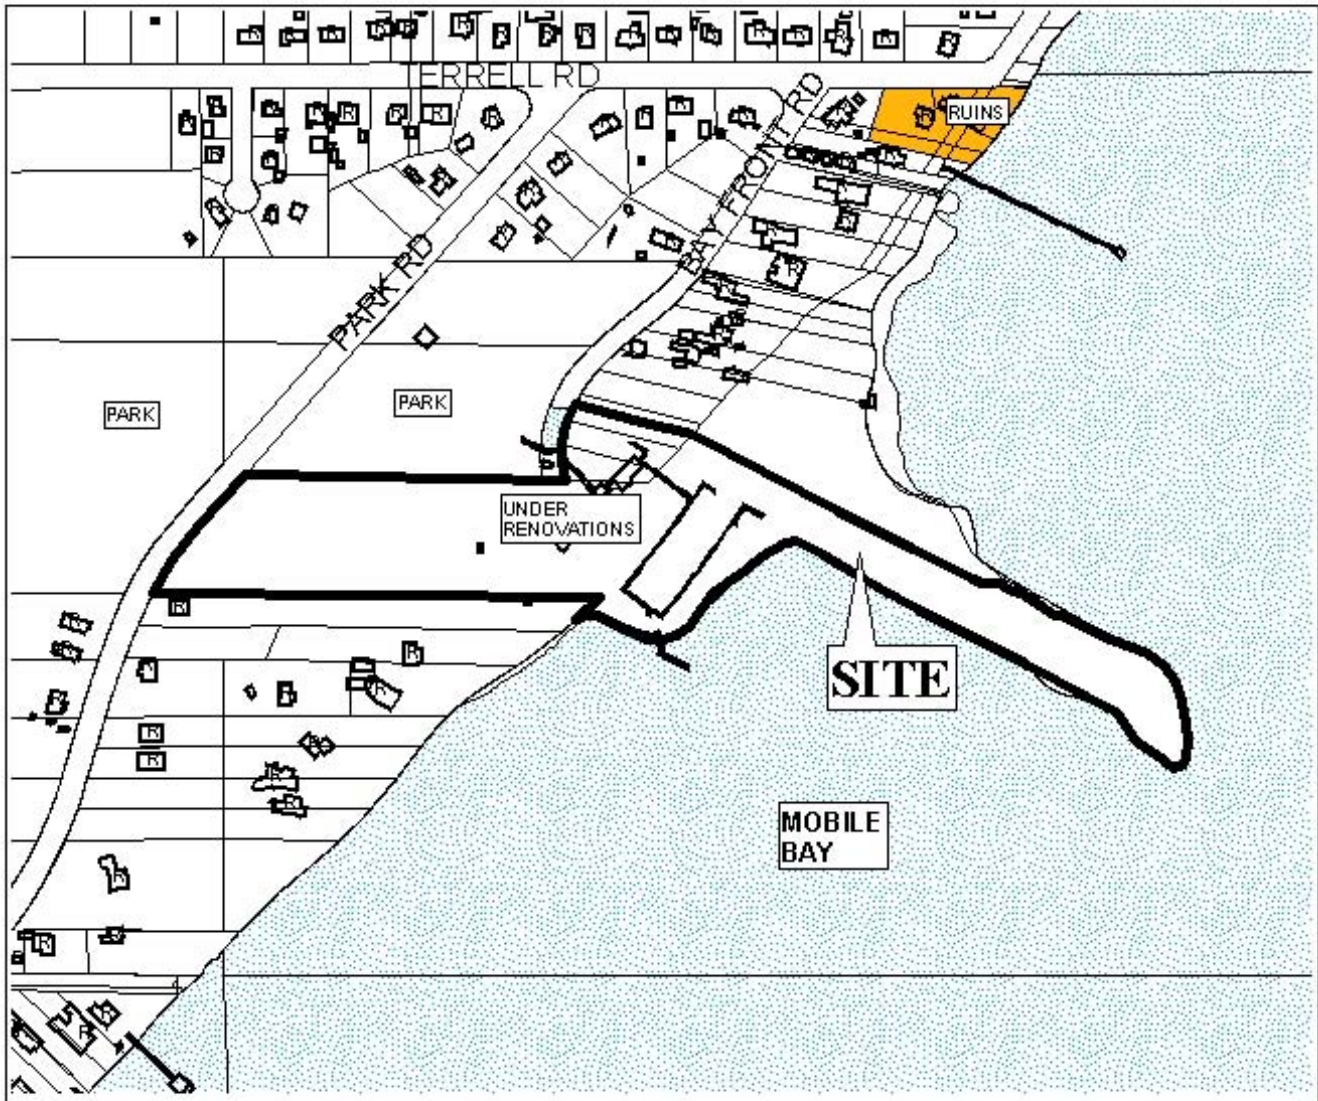 TERRELL RD
BAY FRONT RD
RUINS
PARK RD
PARK
PARK
UNDER
RENOVATIONS
SITE
MOBILE
BAY